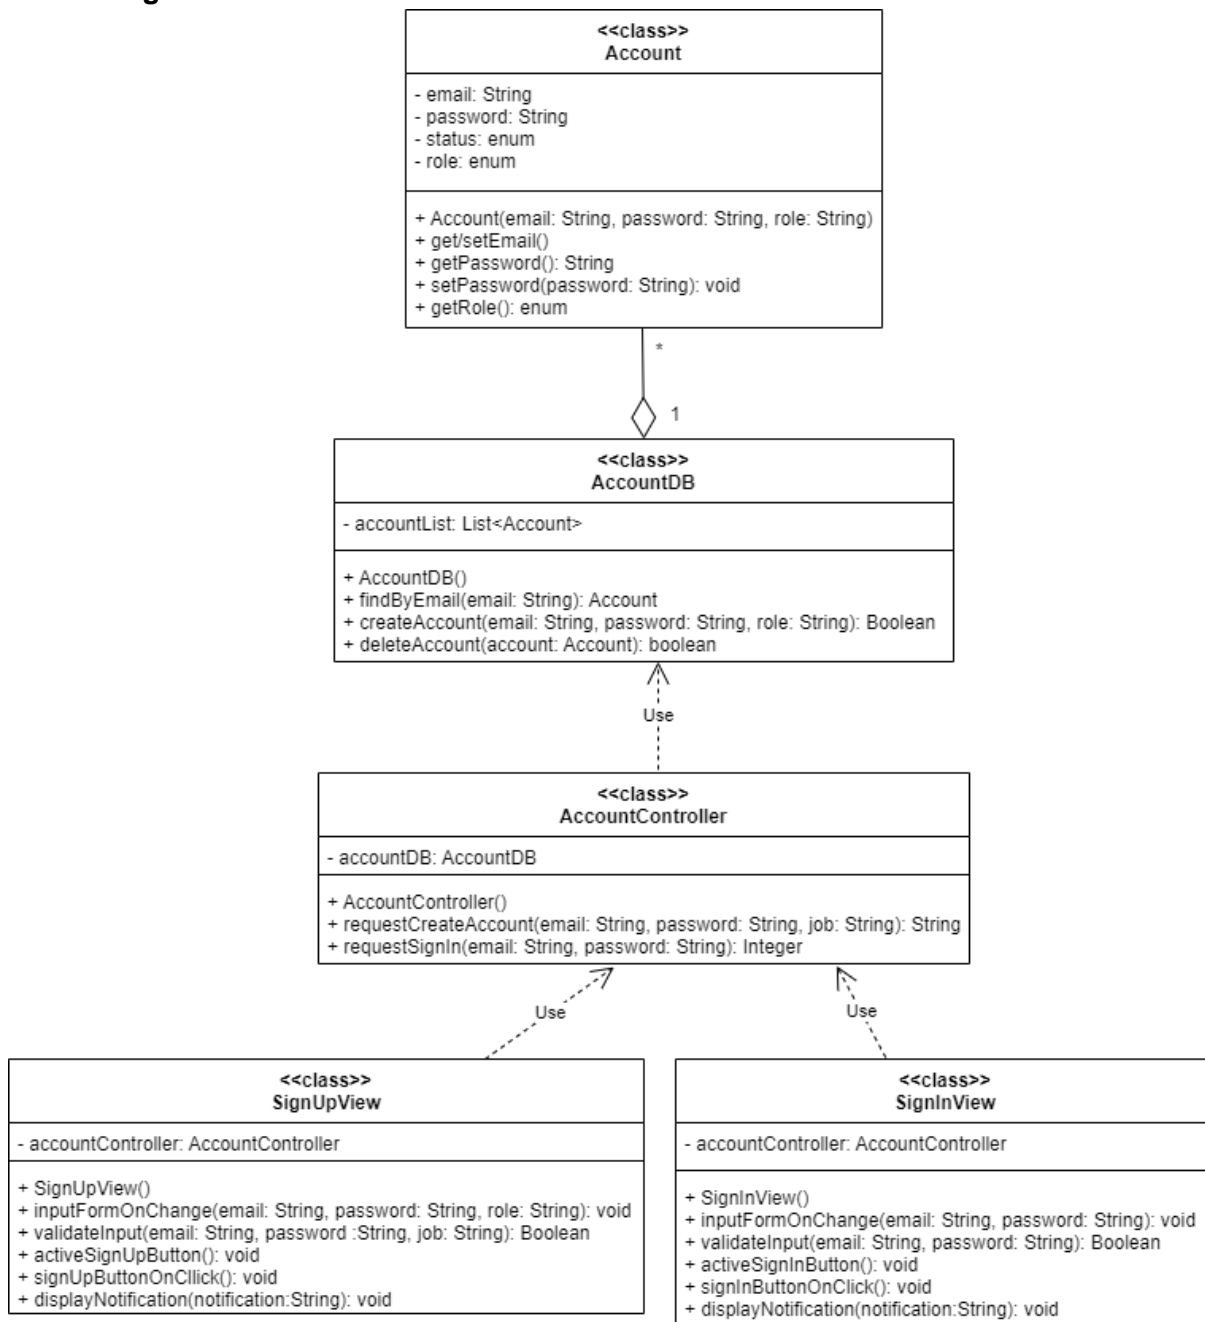 <<class>>
Account
- email: String
- password: String
- status: enum
- role: enum
+ Account(email: String, password: String, role: String)
+ get/setEmail()
+ getPassword(): String
+ setPassword(password: String): void
+ getRole(): enum
*
1
<<class>>
AccountDB
- accountList: List<Account>
+ AccountDB()
+ findByEmail(email: String): Account
+ createAccount(email: String, password: String, role: String): Boolean
+ deleteAccount(account: Account): boolean
Use
<<class>>
AccountController
- accountDB: AccountDB
+ AccountController()
+ requestCreateAccount(email: String, password: String, job: String): String
+ requestSignIn(email: String, password: String): Integer
Use
Use
<<class>>
SignUpView
- accountController: AccountController
+ SignUpView()
+ inputFormOnChange(email: String, password: String, role: String): void
+ validateInput(email: String, password :String, job: String): Boolean
+ activeSignUpButton(): void
+ signUpButtonOnCllick(): void
+ displayNotification(notification:String): void
<<class>>
SignInView
- accountController: AccountController
+ SignInView()
+ inputFormOnChange(email: String, password: String): void
+ validateInput(email: String, password: String): Boolean
+ activeSignInButton(): void
+ signInButtonOnClick(): void
+ displayNotification(notification:String): void